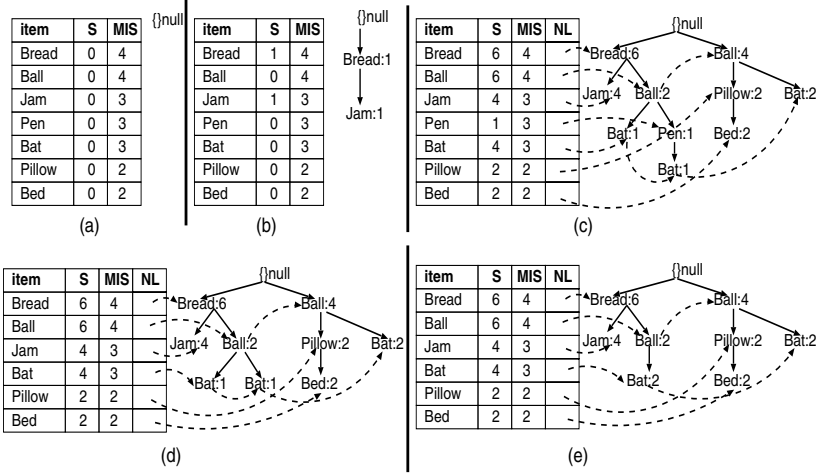 item S MIS
Bread 0 4
Ball 0 4
Jam 0 3
Pen 0 3
Bat 0 3
Pillow 0 2
Bed 0 2
{}null
(a)
item S MIS
Bread 1 4
Ball 0 4
Jam 1 3
Pen 0 3
Bat 0 3
Pillow 0 2
Bed 0 2
{}null
Bread:1
Jam:1
(b)
item S MIS NL
Bread 6 4
Ball 6 4
Jam 4 3
Pen 1 3
Bat 4 3
Pillow 2 2
Bed 2 2
{}null
Bread:6 Ball:4
Jam:4 Ball:2 Pillow:2 Bat:2
Bat:1 Pen:1 Bed:2
Bat:1
(c)
item S MIS NL
Bread 6 4
Ball 6 4
Jam 4 3
Bat 4 3
Pillow 2 2
Bed 2 2
{}null
Bread:6 Ball:4
Jam:4 Ball:2 Pillow:2 Bat:2
Bat:1 Bat:1 Bed:2
(d)
item S MIS NL
Bread 6 4
Ball 6 4
Jam 4 3
Bat 4 3
Pillow 2 2
Bed 2 2
{}null
Bread:6 Ball:4
Jam:4 Ball:2 Pillow:2 Bat:2
Bat:2 Bed:2
(e)